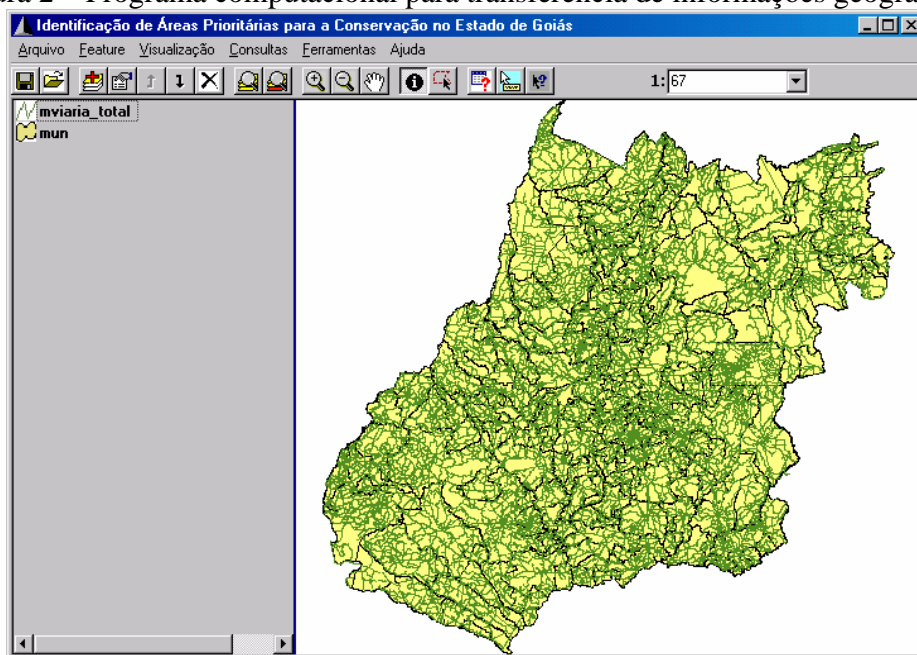 2 – Programa computacional para transferência de informações
Identificação de Áreas Prioritárias para a Conservação no Estado de Goiás
Arquivo Feature Visualização Consultas Ferramentas Ajuda
1: 67
mviaria_total
mun